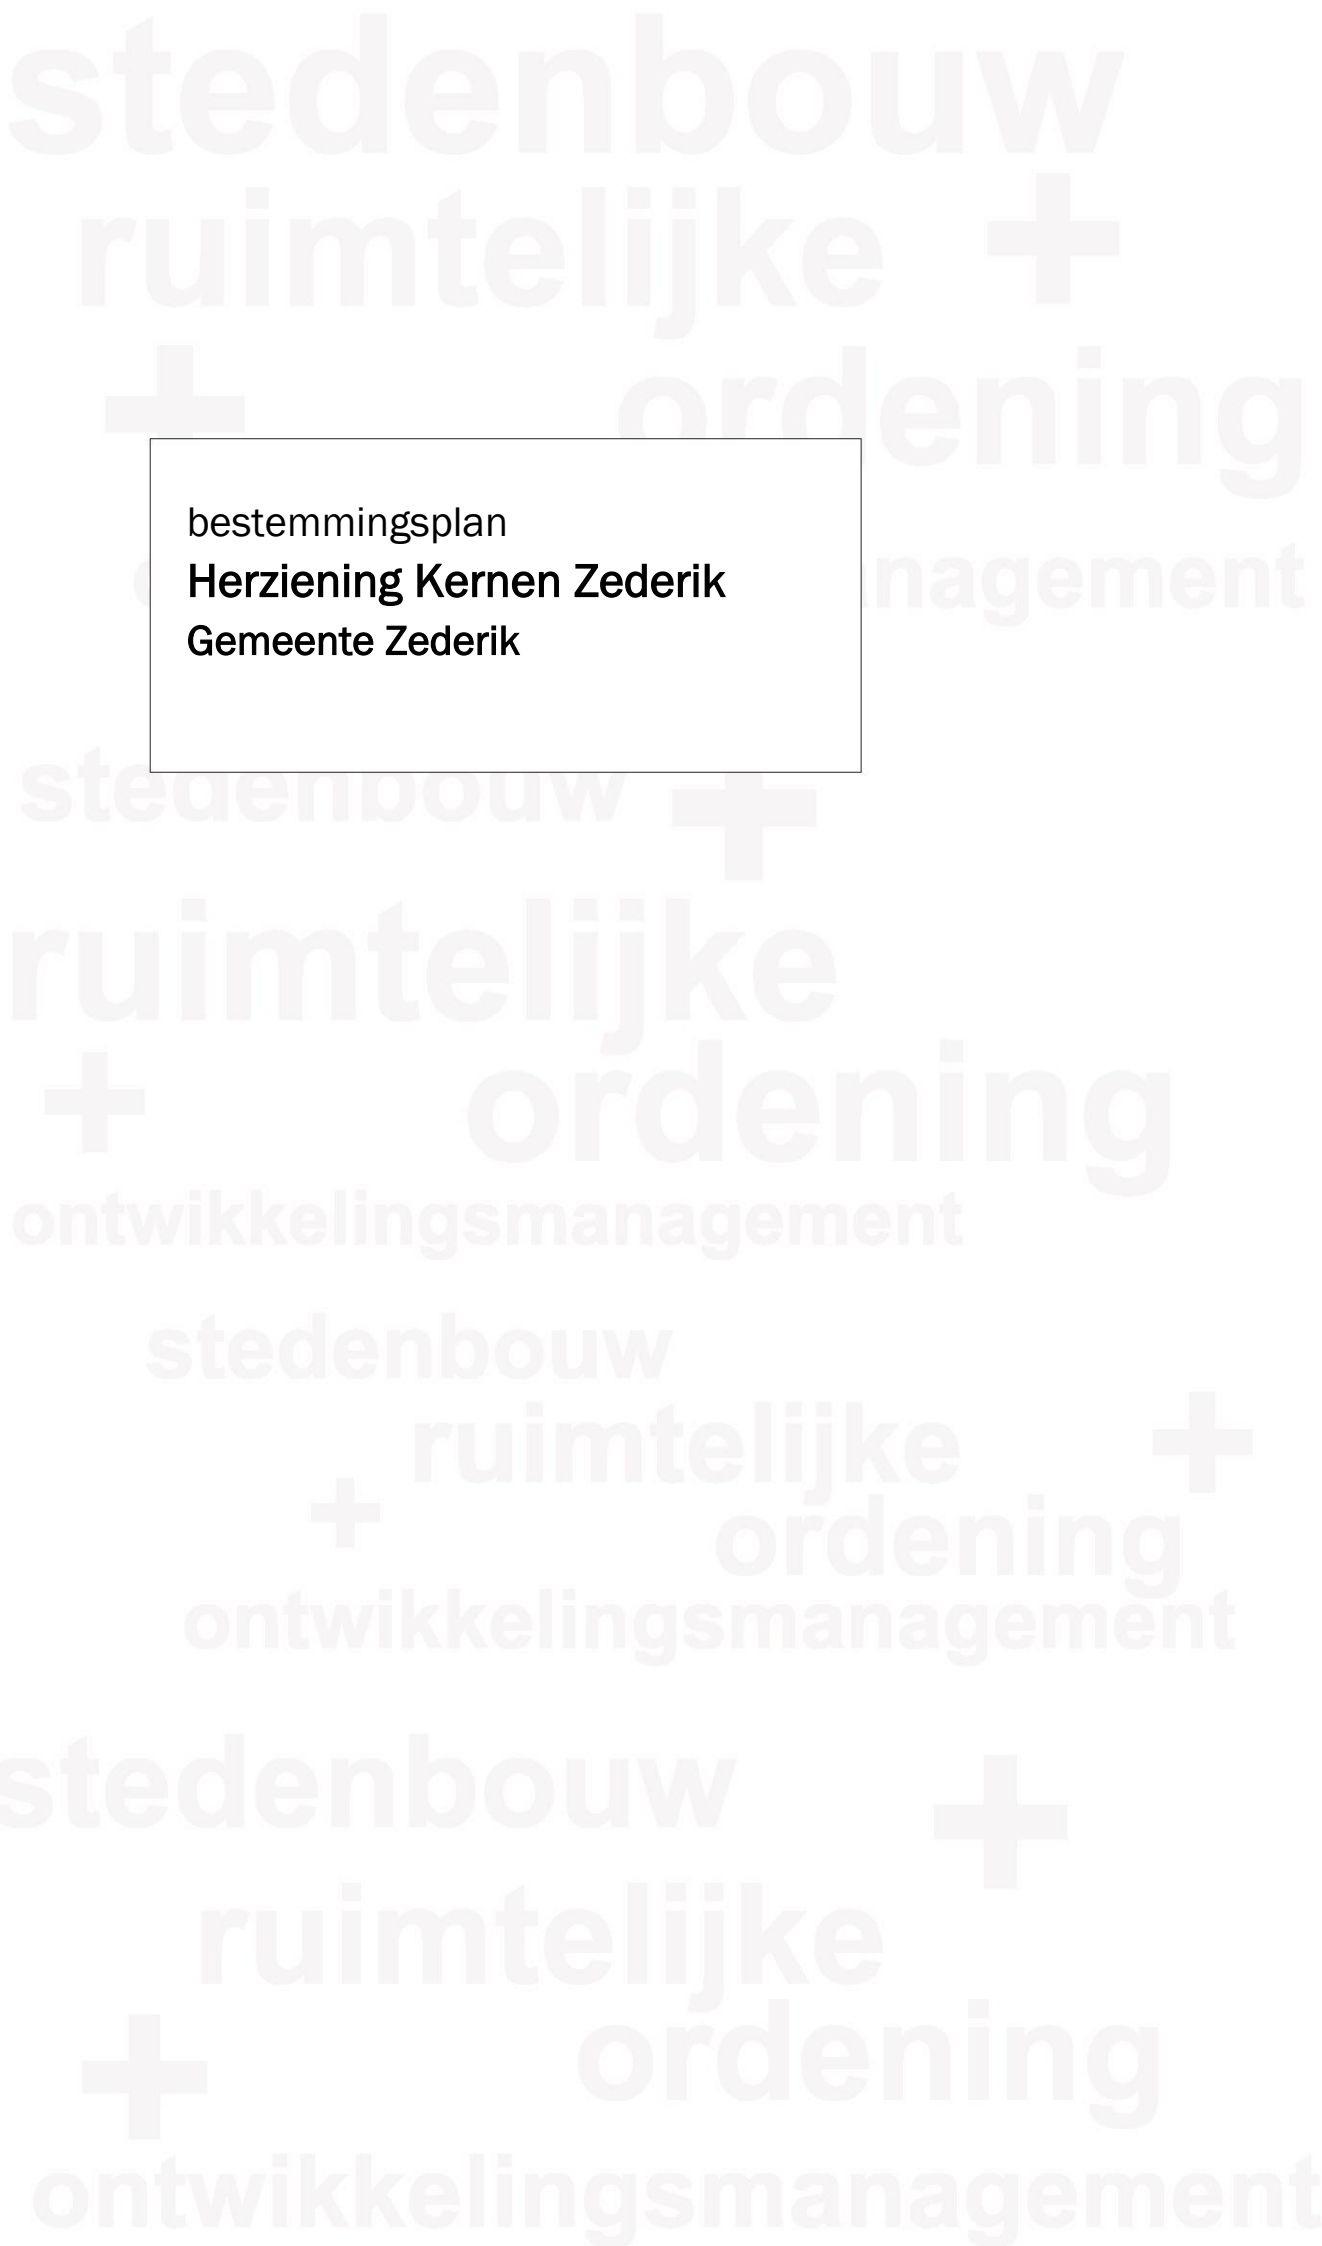 stedenbouw
ruimtelijke +
+ ordening
nagement
bestemmingsplan
Herziening Kernen Zederik
Gemeente Zederik
stedenbouw +
ruimtelijke
+ ordening
ontwikkelingsmanagement
stedenbouw
ruimtelijke +
+ ordening
ontwikkelingsmanagement
stedenbouw +
ruimtelijke
+ ordening
ontwikkelingsmanagement